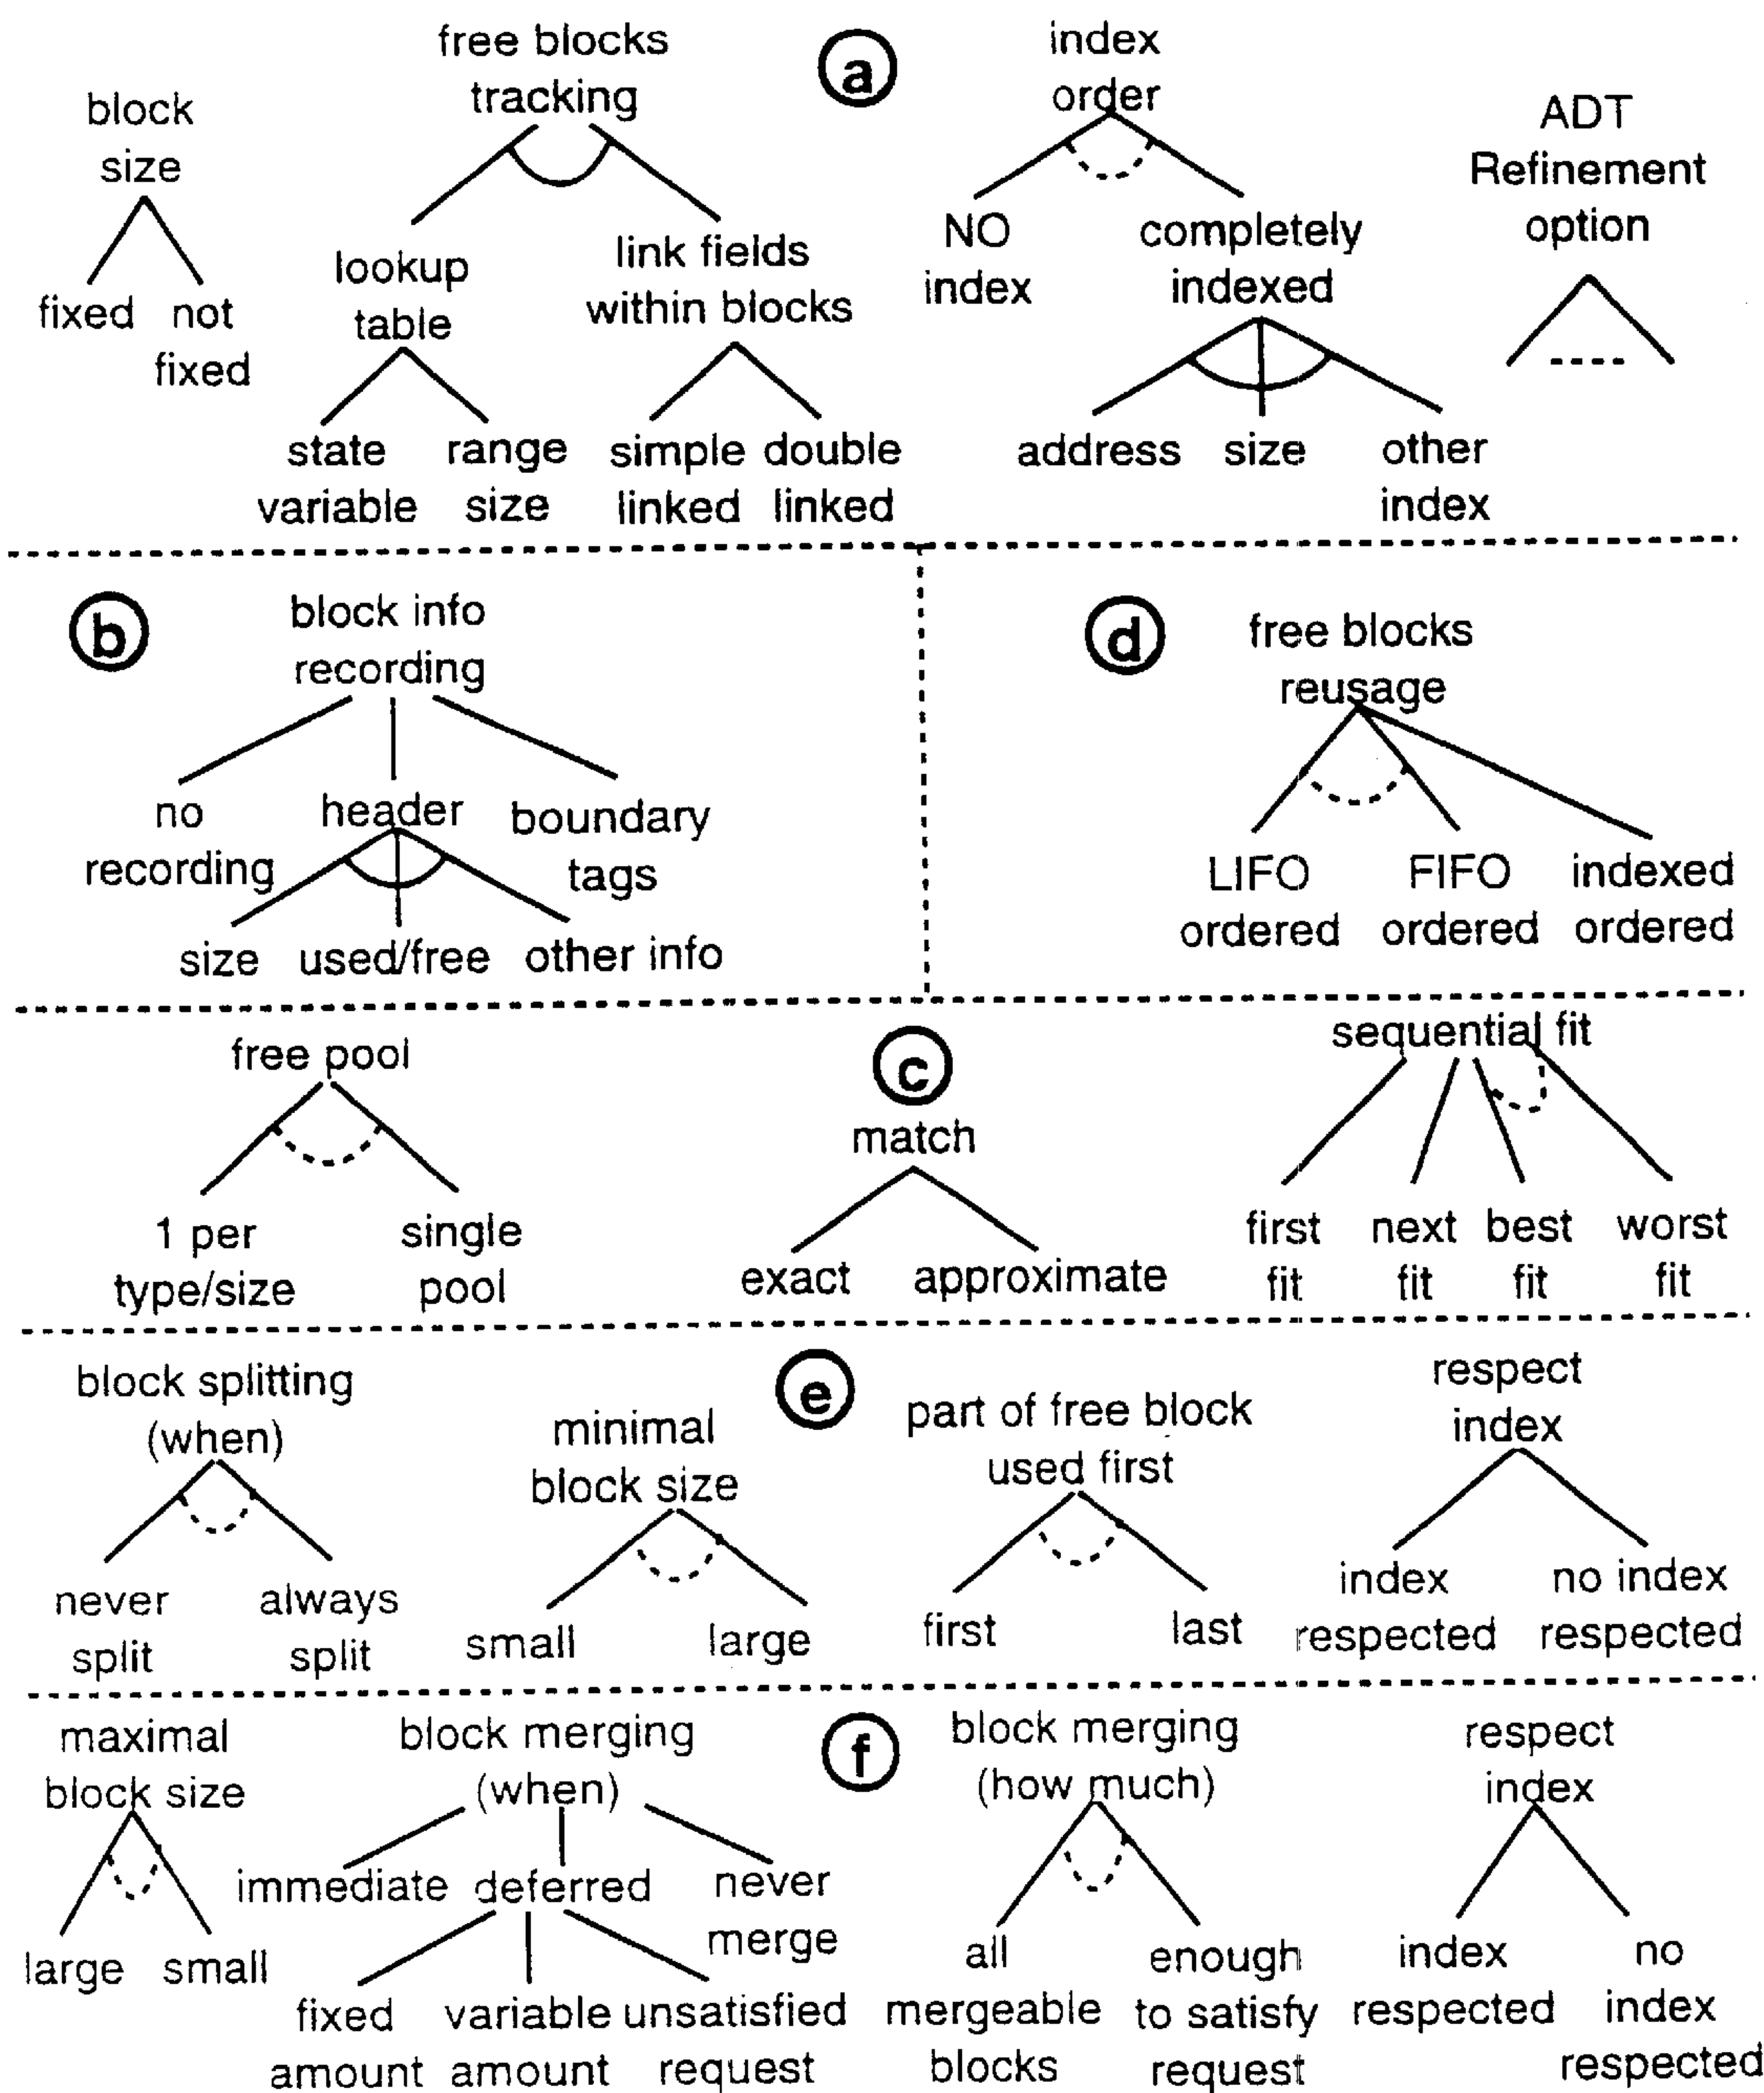 free blocks
tracking
a
index
order
block
size
ADT
Refinement
option
fixed
not
fixed
lookup
table
link fields
within blocks
NO
index
completely
indexed
state
variable
range
size
simple
linked
double
linked
address
size
other
index
b
block info
recording
no
recording
header
boundary
tags
size
used/free
other info
d
free blocks
reusage
LIFO
ordered
FIFO
ordered
indexed
ordered
free pool
1 per
type/size
single
pool
c
match
exact
approximate
sequential fit
first
fit
next
fit
best
fit
worst
fit
block splitting
(when)
never
split
always
split
minimal
block size
small
large
e
part of free block
used first
first
last
respect
index
index
respected
no index
respected
maximal
block size
large
small
block merging
(when)
immediate
deferred
never
merge
fixed
amount
variable
amount
unsatisfied
request
f
block merging
(how much)
all
mergeable
blocks
enough
to satisfy
request
respect
index
index
respected
no
index
respected